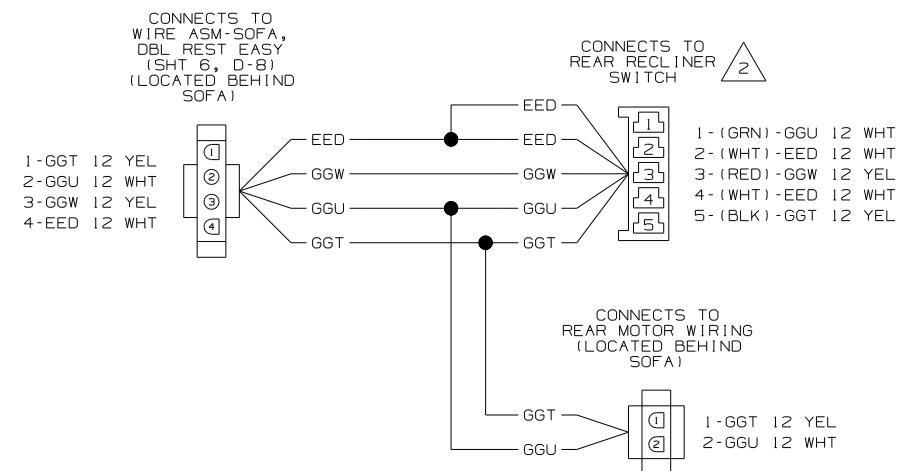 CONNECTS TO
WIRE ASM-SOFA,
DBL REST EASY
(SHT 6, D-8)
(LOCATED BEHIND
SOFA)
1-GGT 12 YEL
2-GGU 12 WHT
3-GGW 12 YEL
4-EED 12 WHT
1
2
3
4
EED
GGW
GGU
GGT
EED
EED
GGW
GGU
GGT
CONNECTS TO
REAR RECLINER
SWITCH
2
1
2
3
4
5
1-(GRN)-GGU 12 WHT
2-(WHT)-EED 12 WHT
3-(RED)-GGW 12 YEL
4-(WHT)-EED 12 WHT
5-(BLK)-GGT 12 YEL
CONNECTS TO
REAR MOTOR WIRING
(LOCATED BEHIND
SOFA)
GGT
GGU
1
2
1-GGT 12 YEL
2-GGU 12 WHT